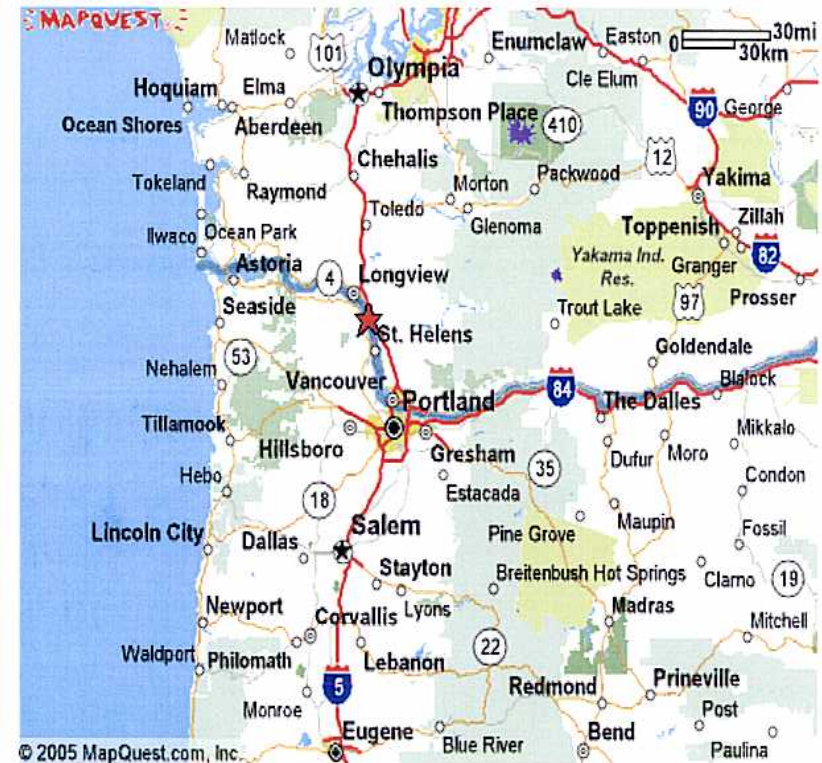 MAPQUEST
Matlock
101
Enumclaw
Easton
0
30mi
30km
Olympia
Cle Elum
Hoquiam
Elma
90
George
Ocean Shores
Aberdeen
Thompson Place
410
12
Chehalis
Tokeland
Raymond
Morton
Packwood
Yakima
Toledo
Glenoma
Zillah
Ilwaco
Ocean Park
Toppenish
Yakama Ind.
Res.
Granger
82
Astoria
4
Longview
Prosser
Seaside
Trout Lake
97
St. Helens
53
Goldendale
Nehalem
Vancouver
84
Blalock
Portland
The Dalles
Tillamook
Hillsboro
Gresham
Mikkalo
Dufur
Moro
35
Hebo
Estacada
Condon
18
Maupin
Lincoln City
Salem
Pine Grove
Fossil
Dallas
Stayton
Breitenbush Hot Springs
Clarno
19
Newport
Lyons
Madras
Corvallis
Mitchell
Waldport
Philomath
Lebanon
22
5
Redmond
Prineville
Monroe
Post
Eugene
Blue River
Bend
Paulina
© 2005 MapQuest.com, Inc.